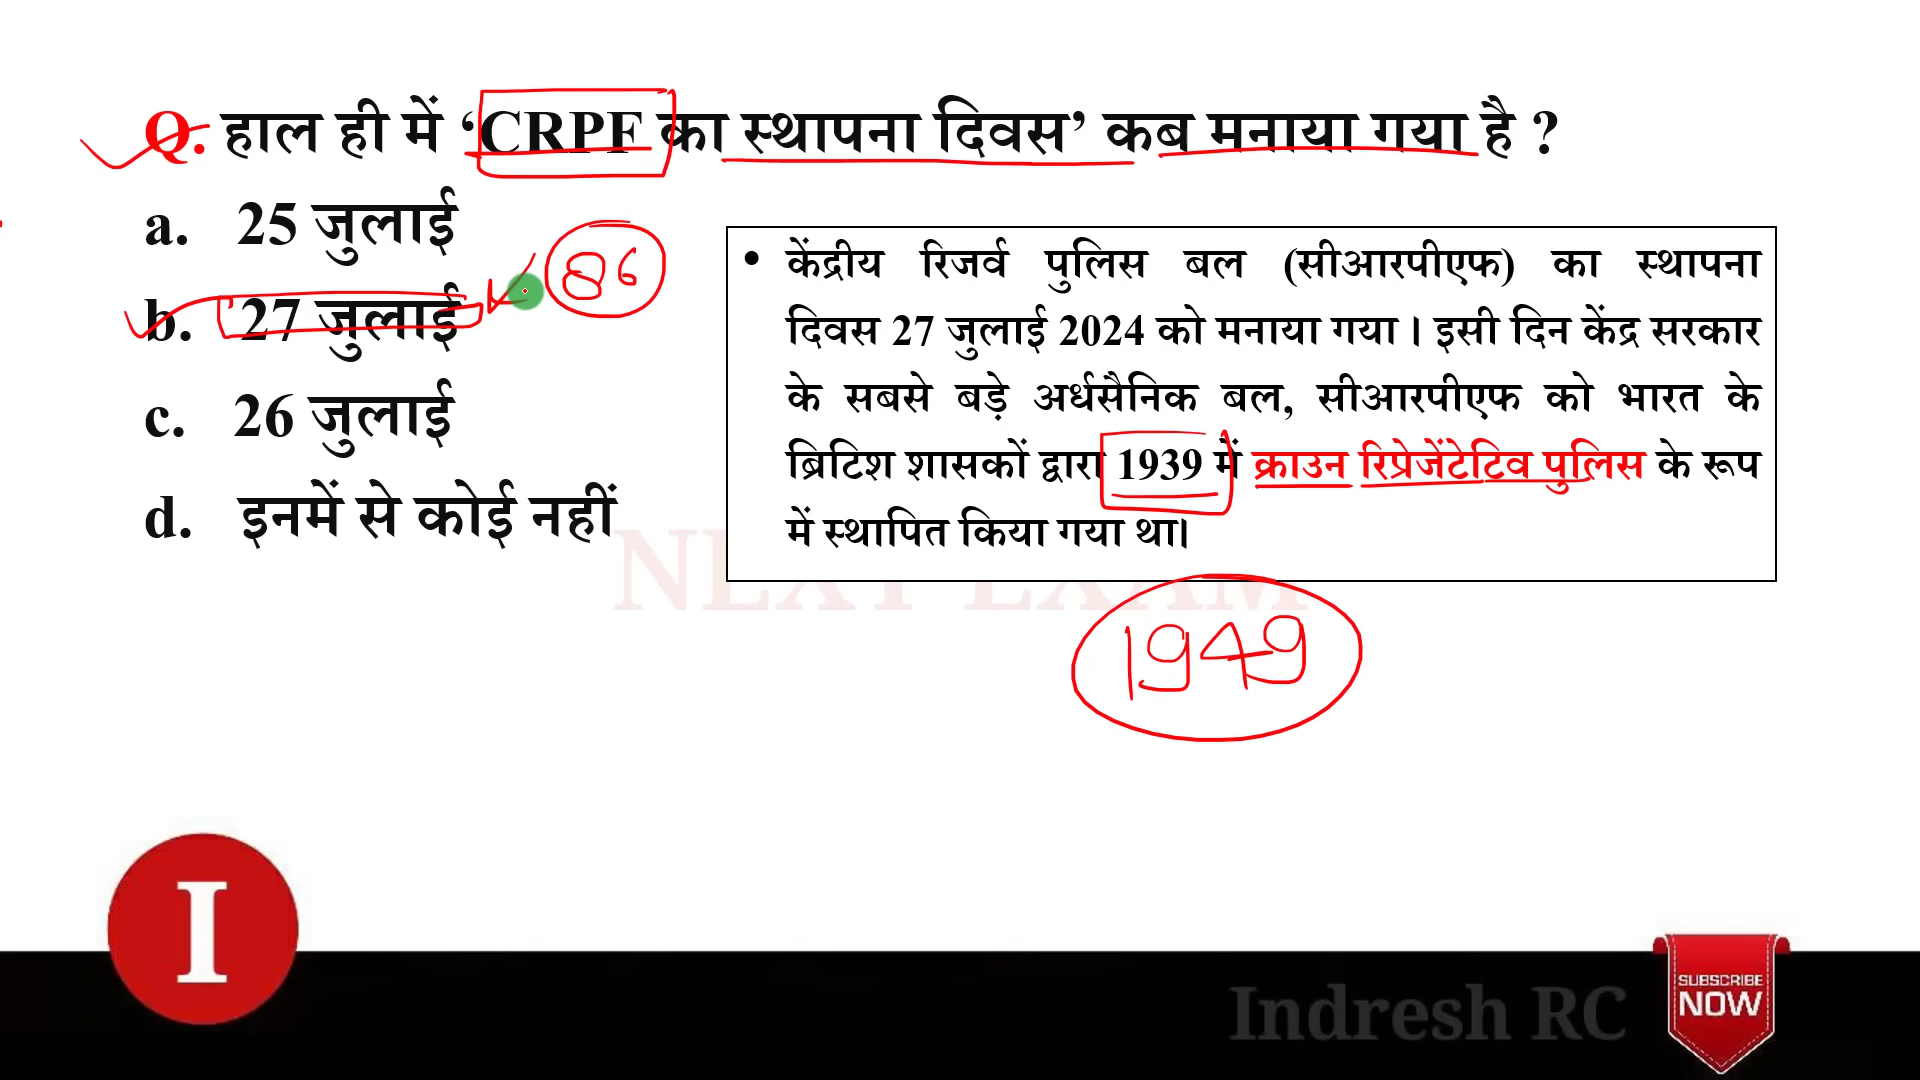 Q. हाल ही में ‘CRPF का स्थापना दिवस’ कब मनाया गया है ?
a. 25 जुलाई
b. 27 जुलाई
86
c. 26 जुलाई
d. इनमें से कोई नहीं
• केंद्रीय रिजर्व पुलिस बल (सीआरपीएफ) का स्थापना
दिवस 27 जुलाई 2024 को मनाया गया। इसी दिन केंद्र सरकार
के सबसे बड़े अर्धसैनिक बल, सीआरपीएफ को भारत के
ब्रिटिश शासकों द्वारा 1939 में क्राउन रिप्रेजेंटेटिव पुलिस के रूप
में स्थापित किया गया था।
NEXT EXAM
1949
I
Indresh RC
SUBSCRIBE
NOW